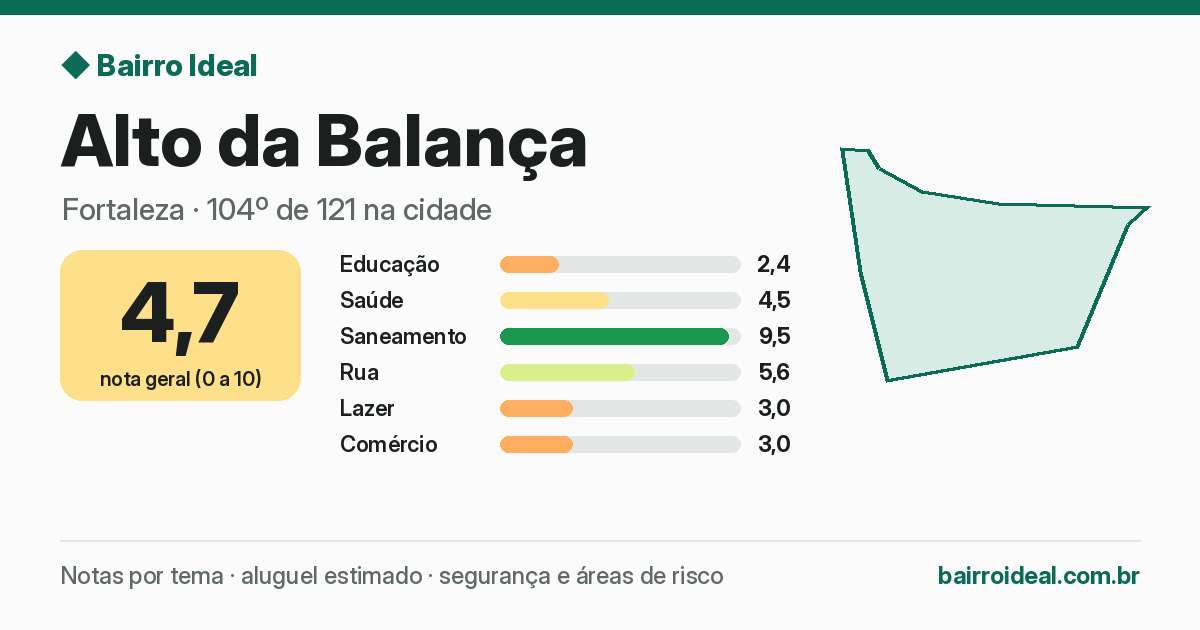 Bairro Ideal
Alto da Balança
Fortaleza · 104º de 121 na cidade
4,7
nota geral (0 a 10)
Educação 2,4
Saúde 4,5
Saneamento 9,5
Rua 5,6
Lazer 3,0
Comércio 3,0
Notas por tema · aluguel estimado · segurança e áreas de risco
bairroideal.com.br